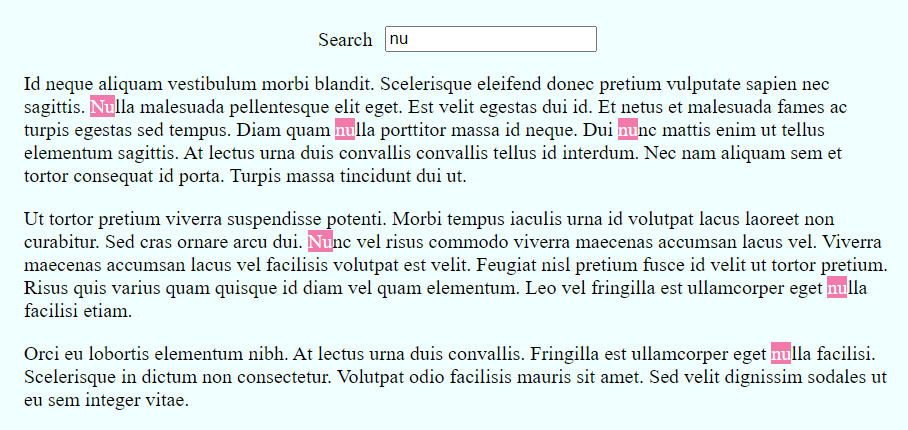 Search nu
Id neque aliquam vestibulum morbi blandit. Scelerisque eleifend donec pretium vulputate sapien nec
sagittis. Nulla malesuada pellentesque elit eget. Est velit egestas dui id. Et netus et malesuada fames ac
turpis egestas sed tempus. Diam quam nulla porttitor massa id neque. Dui nunc mattis enim ut tellus
elementum sagittis. At lectus urna duis convallis convallis tellus id interdum. Nec nam aliquam sem et
tortor consequat id porta. Turpis massa tincidunt dui ut.
Ut tortor pretium viverra suspendisse potenti. Morbi tempus iaculis urna id volutpat lacus laoreet non
curabitur. Sed cras ornare arcu dui. Nunc vel risus commodo viverra maecenas accumsan lacus vel. Viverra
maecenas accumsan lacus vel facilisis volutpat est velit. Feugiat nisl pretium fusce id velit ut tortor pretium.
Risus quis varius quam quisque id diam vel quam elementum. Leo vel fringilla est ullamcorper eget nulla
facilisi etiam.
Orci eu lobortis elementum nibh. At lectus urna duis convallis. Fringilla est ullamcorper eget nulla facilisi.
Scelerisque in dictum non consectetur. Volutpat odio facilisis mauris sit amet. Sed velit dignissim sodales ut
eu sem integer vitae.